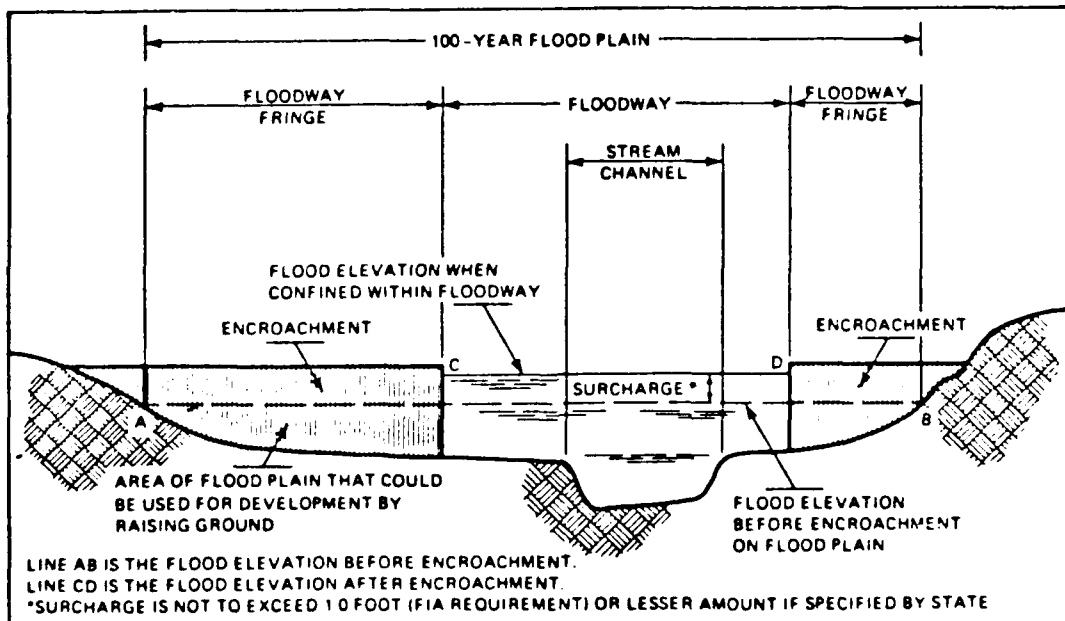 100-YEAR FLOOD PLAIN
FLOODWAY
FRINGE
FLOODWAY
FLOODWAY
FRINGE
STREAM
CHANNEL
FLOOD ELEVATION WHEN
CONFINED WITHIN FLOODWAY
ENCROACHMENT
ENCROACHMENT
C
D
SURCHARGE*
A
B
AREA OF FLOOD PLAIN THAT COULD
BE USED FOR DEVELOPMENT BY
RAISING GROUND
FLOOD ELEVATION
BEFORE ENCROACHMENT
ON FLOOD PLAIN
LINE AB IS THE FLOOD ELEVATION BEFORE ENCROACHMENT.
LINE CD IS THE FLOOD ELEVATION AFTER ENCROACHMENT.
*SURCHARGE IS NOT TO EXCEED 1 0 FOOT (FIA REQUIREMENT) OR LESSER AMOUNT IF SPECIFIED BY STATE